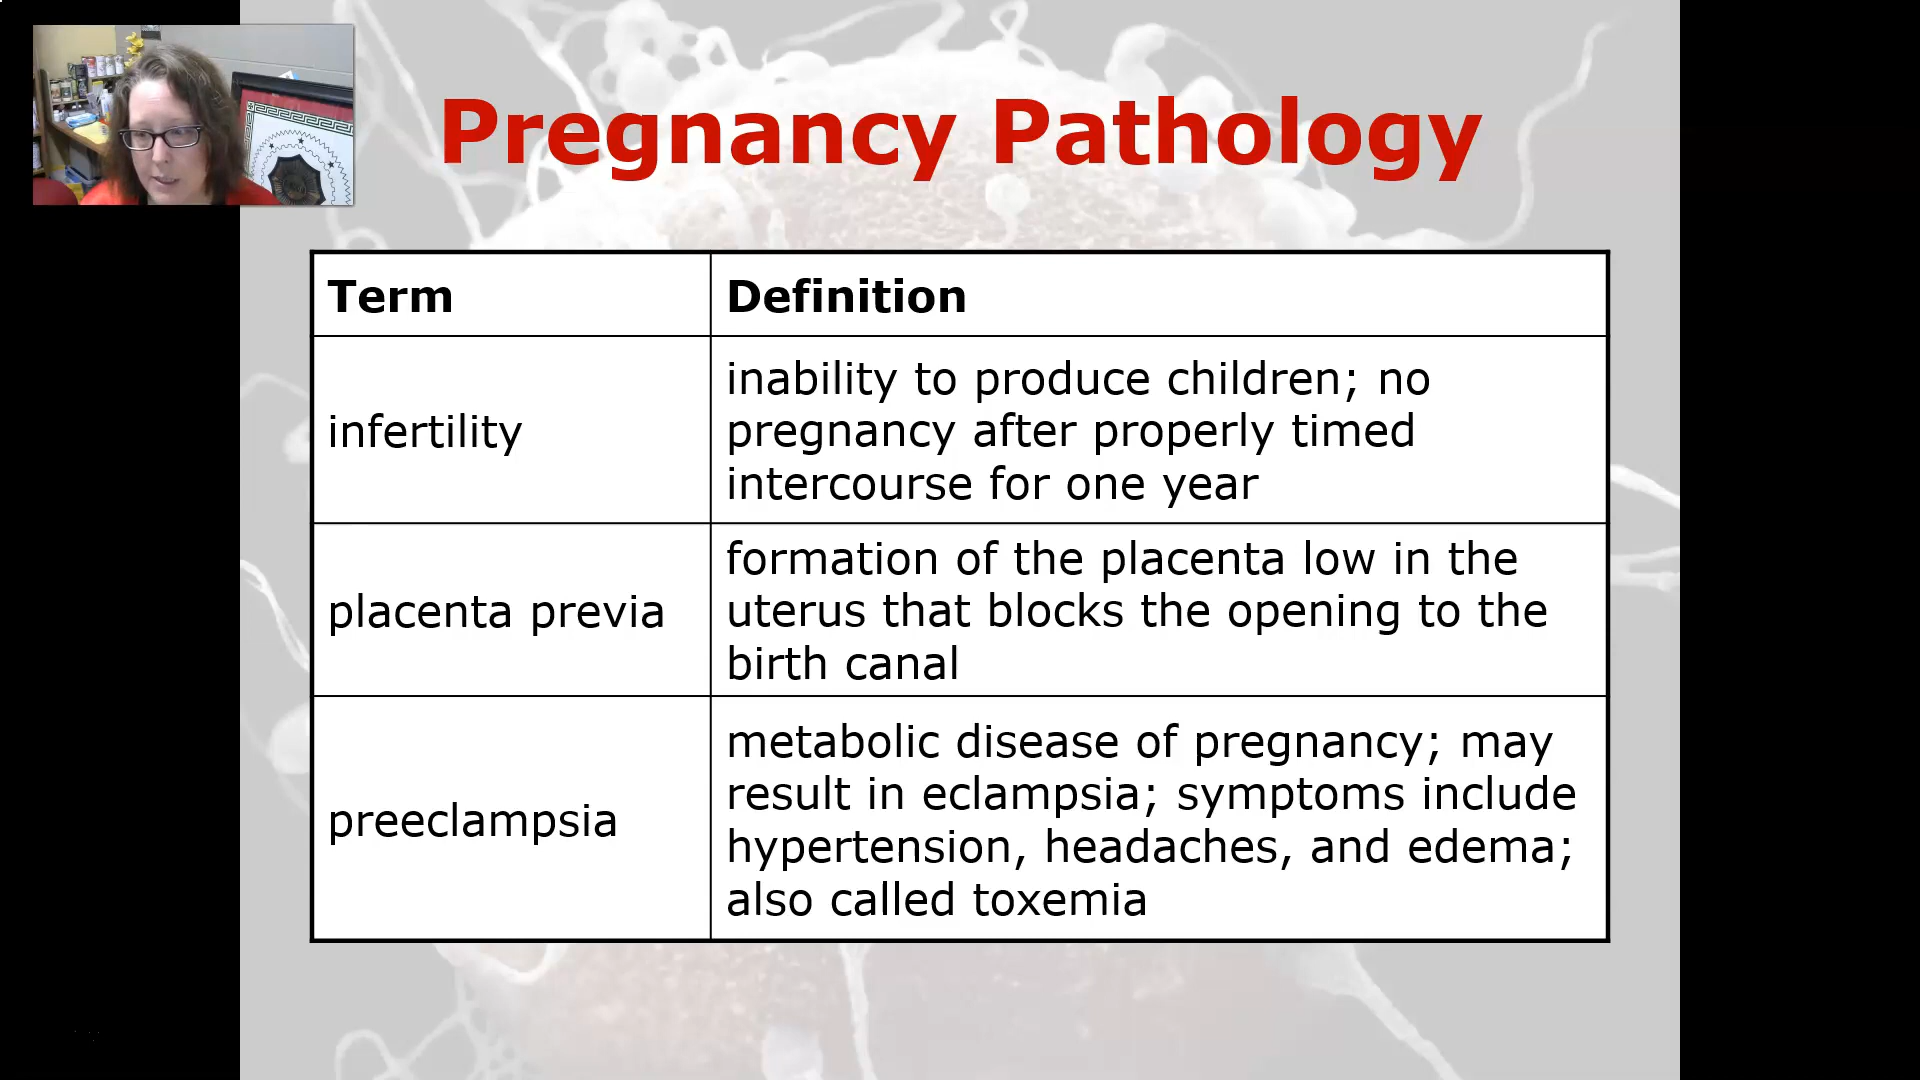 Pregnancy Pathology
Term
Definition
infertility
inability to produce children; no
pregnancy after properly timed
intercourse for one year
placenta previa
formation of the placenta low in the
uterus that blocks the opening to the
birth canal
preeclampsia
metabolic disease of pregnancy; may
result in eclampsia; symptoms include
hypertension, headaches, and edema;
also called toxemia